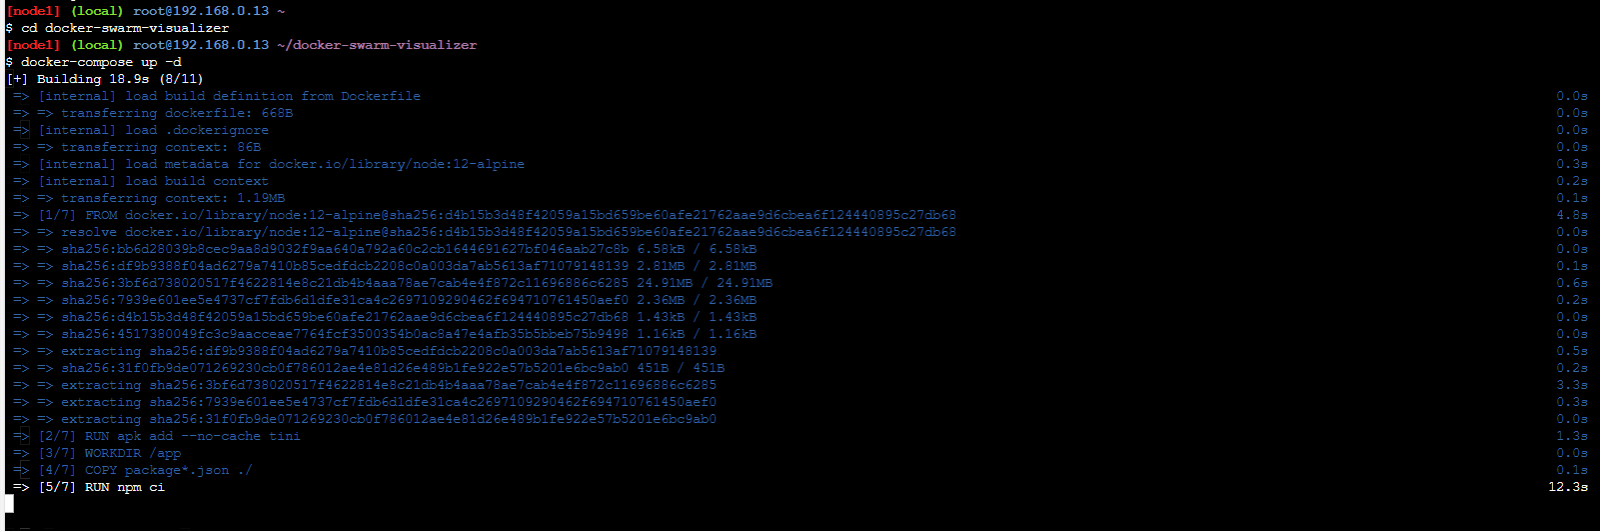 [node1] (local) root@192.168.0.13 ~
$ cd docker-swarm-visualizer
[node1] (local) root@192.168.0.13 ~/docker-swarm-visualizer
$ docker-compose up -d
[+] Building 18.9s (8/11)
=> [internal] load build definition from Dockerfile 0.0s
=> => transferring dockerfile: 668B 0.0s
=> [internal] load .dockerignore 0.0s
=> => transferring context: 86B 0.0s
=> [internal] load metadata for docker.io/library/node:12-alpine 0.3s
=> [internal] load build context 0.2s
=> => transferring context: 1.19MB 0.1s
=> [1/7] FROM docker.io/library/node:12-alpine@sha256:d4b15b3d48f42059a15bd659be60afe21762aae9d6cbea6f124440895c27db68 4.8s
=> => resolve docker.io/library/node:12-alpine@sha256:d4b15b3d48f42059a15bd659be60afe21762aae9d6cbea6f124440895c27db68 0.0s
=> => sha256:bb6d28039b8cec9aa8d9032f9aa640a792a60c2cb1644691627bf046aab27c8b 6.58kB / 6.58kB 0.0s
=> => sha256:df9b9388f04ad6279a7410b85cedfdcb2208c0a003da7ab5613af71079148139 2.81MB / 2.81MB 0.1s
=> => sha256:3bf6d738020517f4622814e8c21db4b4aaa78ae7cab4e4f872c11696886c6285 24.91MB / 24.91MB 0.6s
=> => sha256:7939e601ee5e4737cf7fdb6d1dfe31ca4c2697109290462f694710761450aef0 2.36MB / 2.36MB 0.2s
=> => sha256:d4b15b3d48f42059a15bd659be60afe21762aae9d6cbea6f124440895c27db68 1.43kB / 1.43kB 0.0s
=> => sha256:4517380049fc3c9aacceae7764fcf3500354b0ac8a47e4afb35b5bbeb75b9498 1.16kB / 1.16kB 0.0s
=> => extracting sha256:df9b9388f04ad6279a7410b85cedfdcb2208c0a003da7ab5613af71079148139 0.5s
=> => sha256:31f0fb9de071269230cb0f786012ae4e81d26e489b1fe922e57b5201e6bc9ab0 451B / 451B 0.2s
=> => extracting sha256:3bf6d738020517f4622814e8c21db4b4aaa78ae7cab4e4f872c11696886c6285 3.3s
=> => extracting sha256:7939e601ee5e4737cf7fdb6d1dfe31ca4c2697109290462f694710761450aef0 0.3s
=> => extracting sha256:31f0fb9de071269230cb0f786012ae4e81d26e489b1fe922e57b5201e6bc9ab0 0.0s
=> [2/7] RUN apk add --no-cache tini 1.3s
=> [3/7] WORKDIR /app 0.0s
=> [4/7] COPY package*.json ./ 0.1s
=> [5/7] RUN npm ci 12.3s